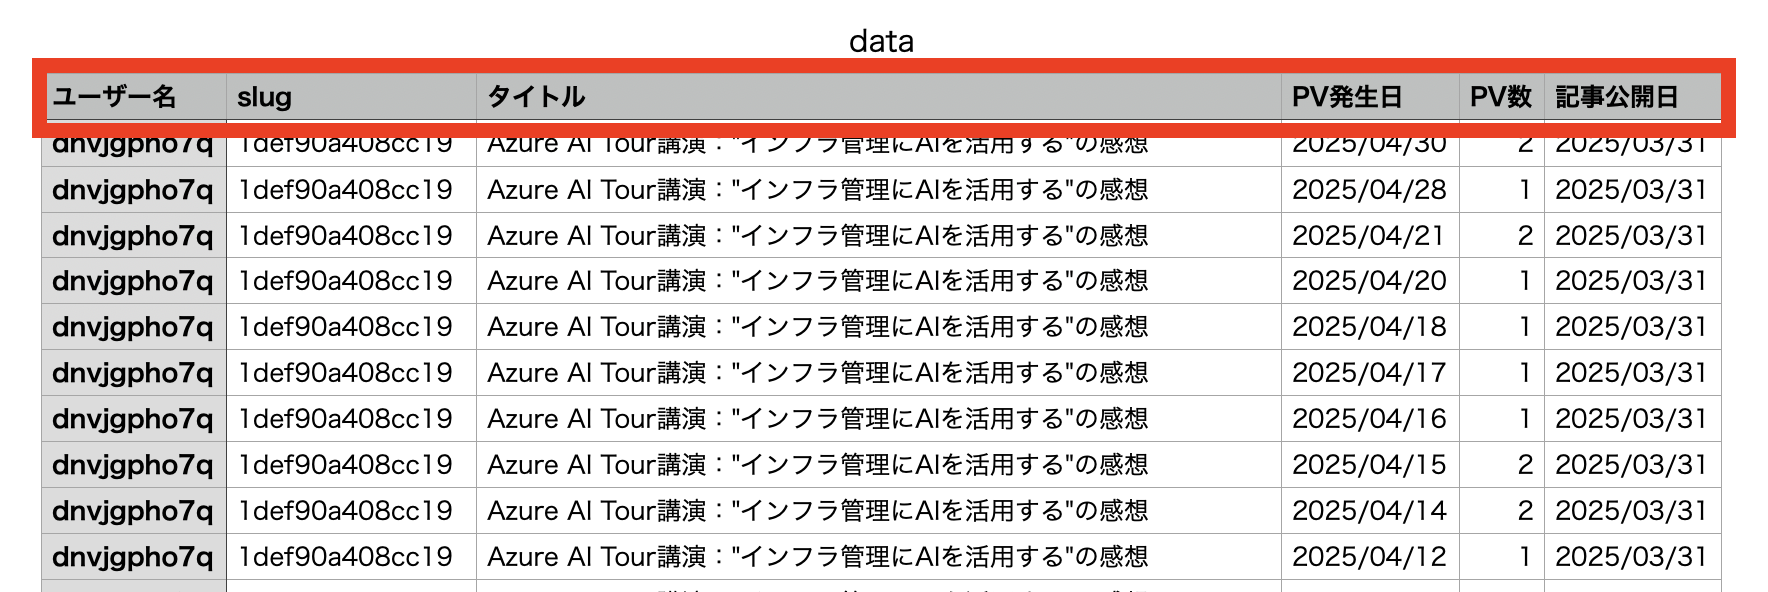 data
ユーザー名 slug タイトル PV発生日 PV数 記事公開日
dnvjgpho7q 1def90a408cc19 Azure AI Tour講演："インフラ管理にAIを活用する"の感想 2025/04/30 2 2025/03/31
dnvjgpho7q 1def90a408cc19 Azure AI Tour講演："インフラ管理にAIを活用する"の感想 2025/04/28 1 2025/03/31
dnvjgpho7q 1def90a408cc19 Azure AI Tour講演："インフラ管理にAIを活用する"の感想 2025/04/21 2 2025/03/31
dnvjgpho7q 1def90a408cc19 Azure AI Tour講演："インフラ管理にAIを活用する"の感想 2025/04/20 1 2025/03/31
dnvjgpho7q 1def90a408cc19 Azure AI Tour講演："インフラ管理にAIを活用する"の感想 2025/04/18 1 2025/03/31
dnvjgpho7q 1def90a408cc19 Azure AI Tour講演："インフラ管理にAIを活用する"の感想 2025/04/17 1 2025/03/31
dnvjgpho7q 1def90a408cc19 Azure AI Tour講演："インフラ管理にAIを活用する"の感想 2025/04/16 1 2025/03/31
dnvjgpho7q 1def90a408cc19 Azure AI Tour講演："インフラ管理にAIを活用する"の感想 2025/04/15 2 2025/03/31
dnvjgpho7q 1def90a408cc19 Azure AI Tour講演："インフラ管理にAIを活用する"の感想 2025/04/14 2 2025/03/31
dnvjgpho7q 1def90a408cc19 Azure AI Tour講演："インフラ管理にAIを活用する"の感想 2025/04/12 1 2025/03/31